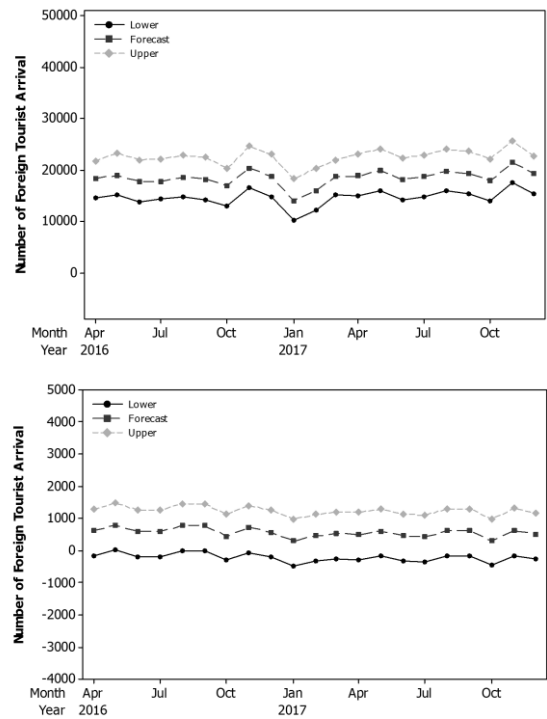 50000
Lower
Forecast
Upper
40000
30000
20000
10000
0
Number of Foreign Tourist Arrival
Month Apr Jul Oct Jan Apr Jul Oct
Year 2016 2017
5000
Lower
Forecast
Upper
4000
3000
2000
1000
0
-1000
-2000
-3000
-4000
Number of Foreign Tourist Arrival
Month Apr Jul Oct Jan Apr Jul Oct
Year 2016 2017